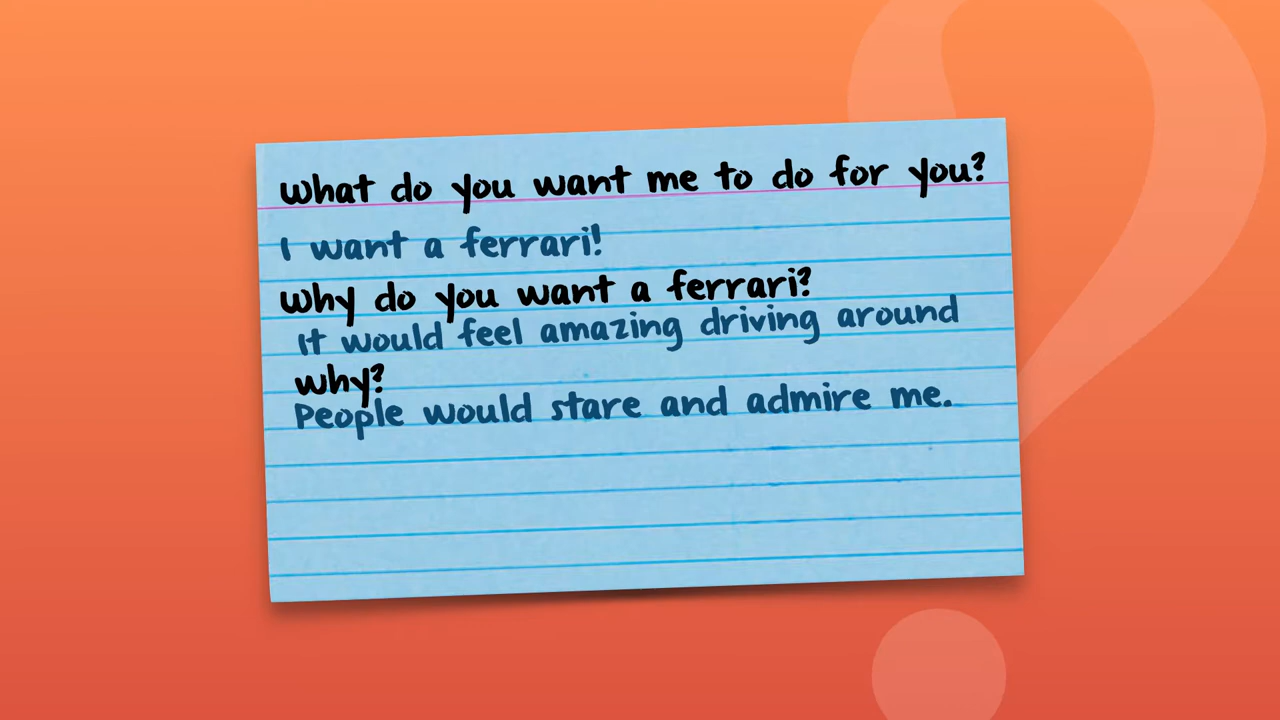 What do you want me to do for you?
I want a ferrari!
Why do you want a ferrari?
It would feel amazing driving around
why?
People would stare and admire me.